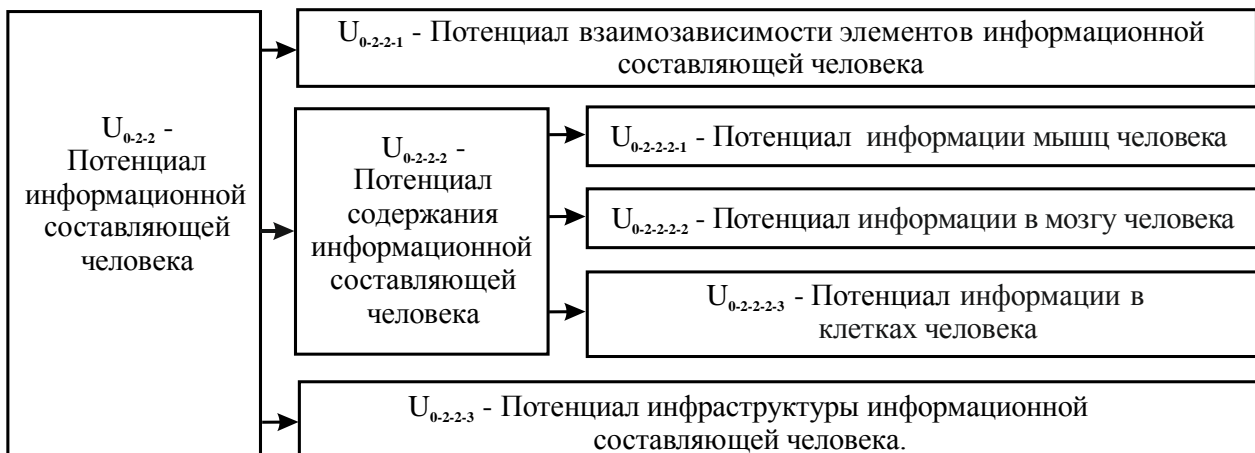 U0-2-2 -
Потенциал
информационной
составляющей
человека
U0-2-2-1 - Потенциал взаимозависимости элементов информационной
составляющей человека
U0-2-2-2 -
Потенциал
содержания
информационной
составляющей
человека
U0-2-2-2-1 - Потенциал информации мышц человека
U0-2-2-2-2 - Потенциал информации в мозгу человека
U0-2-2-2-3 - Потенциал информации в
клетках человека
U0-2-2-3 - Потенциал инфраструктуры информационной
составляющей человека.